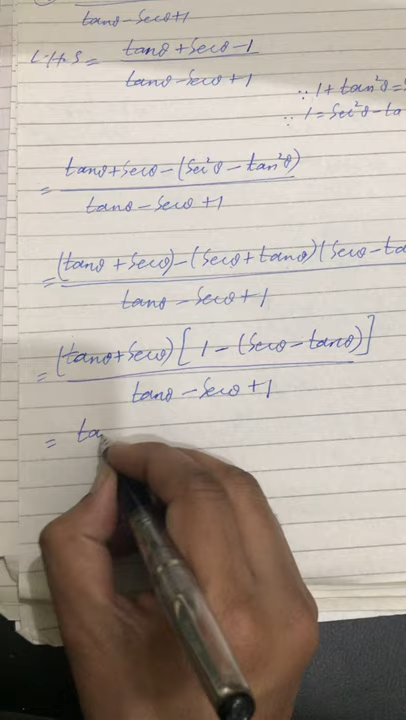 tanθ - secθ + 1
L.H.S = tanθ + secθ - 1
tanθ - secθ + 1
∵ 1 + tan²θ =
∵ 1 = sec²θ - ta
= tanθ + secθ - (sec²θ - tan²θ)
tanθ - secθ + 1
= (tanθ + secθ) - (secθ + tanθ)(secθ - ta
tanθ - secθ + 1
= (tanθ + secθ) [1 - (secθ - tanθ)]
tanθ - secθ + 1
= ta